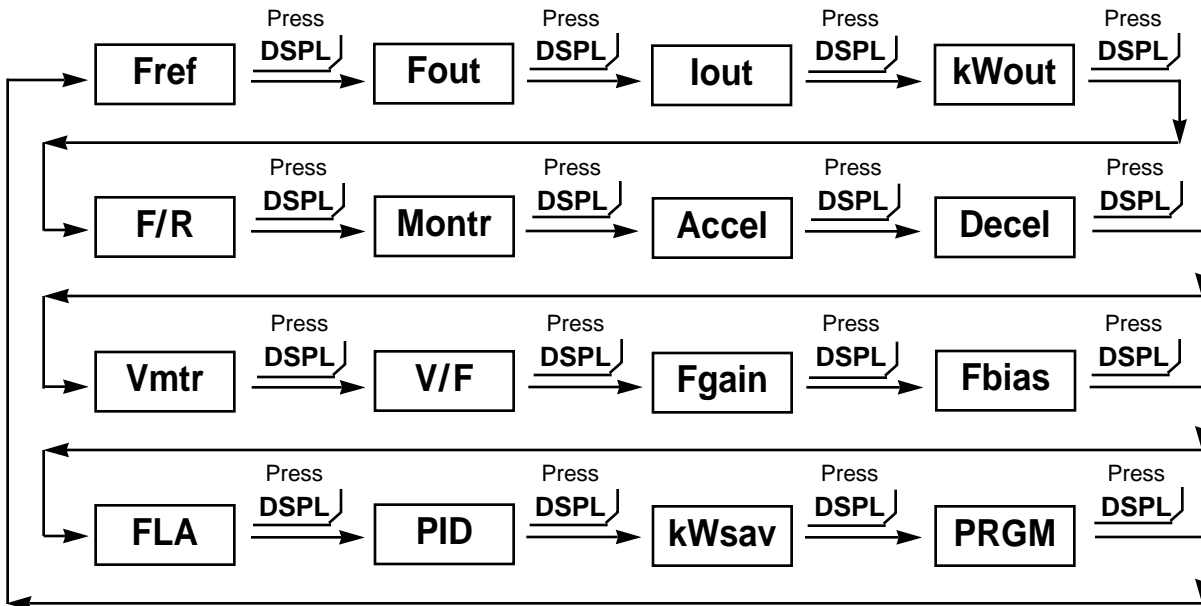 Press Press Press Press
DSPL DSPL DSPL DSPL
Fref Fout Iout kWout
Press Press Press Press
DSPL DSPL DSPL DSPL
F/R Montr Accel Decel
Press Press Press Press
DSPL DSPL DSPL DSPL
Vmtr V/F Fgain Fbias
Press Press Press Press
DSPL DSPL DSPL DSPL
FLA PID kWsav PRGM